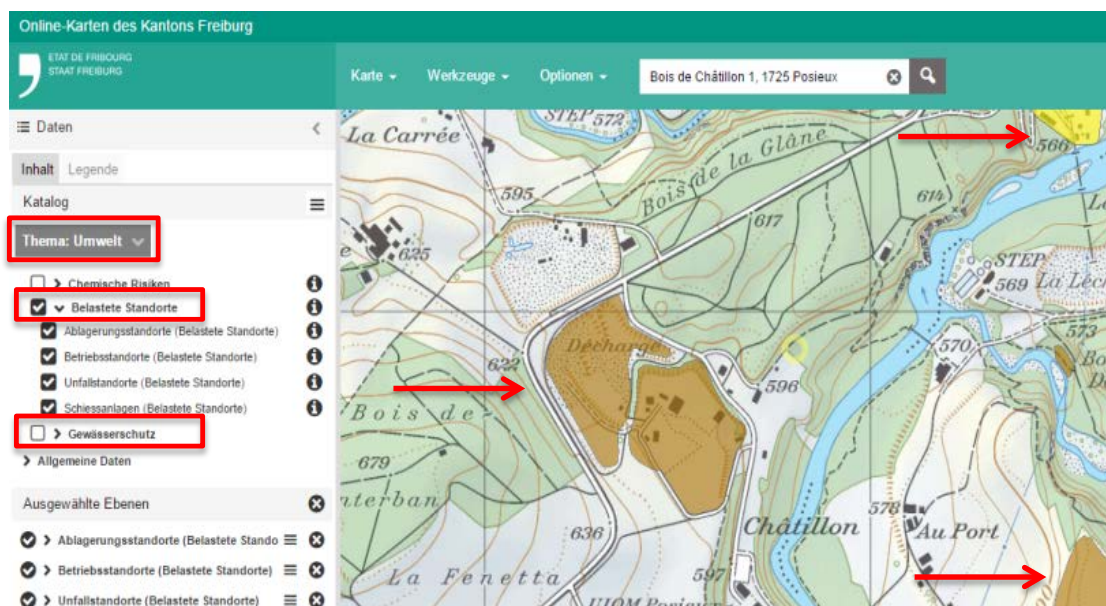 Online-Karten des Kantons Freiburg
ETAT DE FRIBOURG
STAAT FREIBURG
Karte
Werkzeuge
Optionen
Bois de Châtillon 1, 1725 Posieux
Daten
Inhalt Legende
Katalog
Thema: Umwelt
Chemische Risiken
Belastete Standorte
Ablagerungsstandorte (Belastete Standorte)
Betriebsstandorte (Belastete Standorte)
Unfallstandorte (Belastete Standorte)
Schiessanlagen (Belastete Standorte)
Gewässerschutz
Allgemeine Daten
Ausgewählte Ebenen
Ablagerungsstandorte (Belastete Stando
Betriebsstandorte (Belastete Standorte)
Unfallstandorte (Belastete Standorte)
STEP 572
La Carrée
566
Bois de la Glâne
595
614
617
625
STEP
569 La Léch
573
Décharge
622
570
596
Bois de
679
nterban
578
636
Châtillon
Au Port
La Fenetta
597
UIOM Posieux